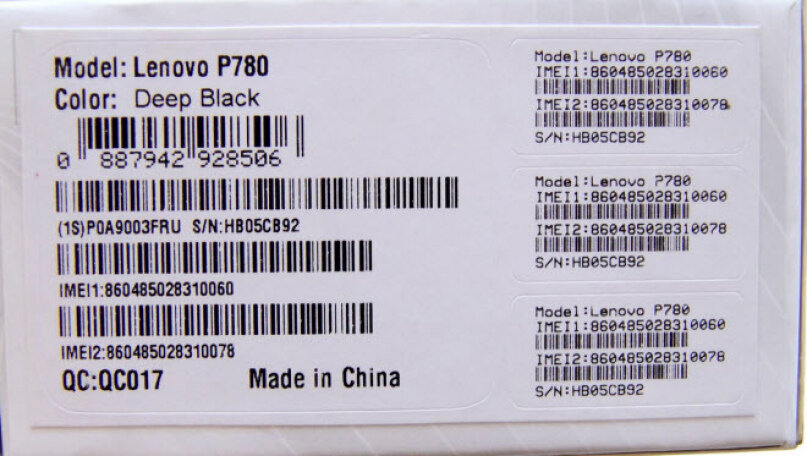 Model: Lenovo P780
Color: Deep Black
0 887942 928506
(1S)P0A9003FRU S/N:HB05CB92
IMEI1:860485028310060
IMEI2:860485028310078
QC:QC017 Made in China
Model:Lenovo P780
IMEI1:860485028310060
IMEI2:860485028310078
S/N:HB05CB92
Model:Lenovo P780
IMEI1:860485028310060
IMEI2:860485028310078
S/N:HB05CB92
Model:Lenovo P780
IMEI1:860485028310060
IMEI2:860485028310078
S/N:HB05CB92